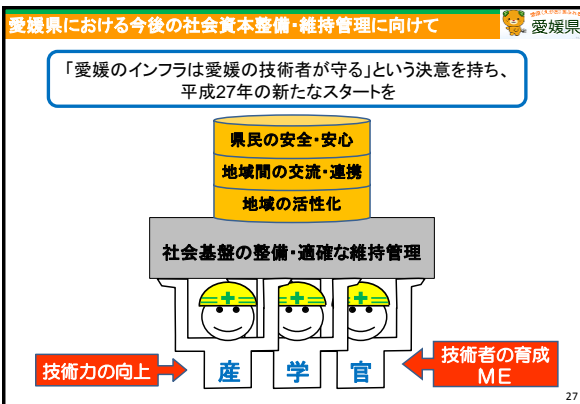 愛媛県における今後の社会資本整備・維持管理に向けて
愛媛県
「愛媛のインフラは愛媛の技術者が守る」という決意を持ち、
平成27年の新たなスタートを
県民の安全・安心
地域間の交流・連携
地域の活性化
社会基盤の整備・適確な維持管理
技術力の向上
産 学 官
技術者の育成
ME
27